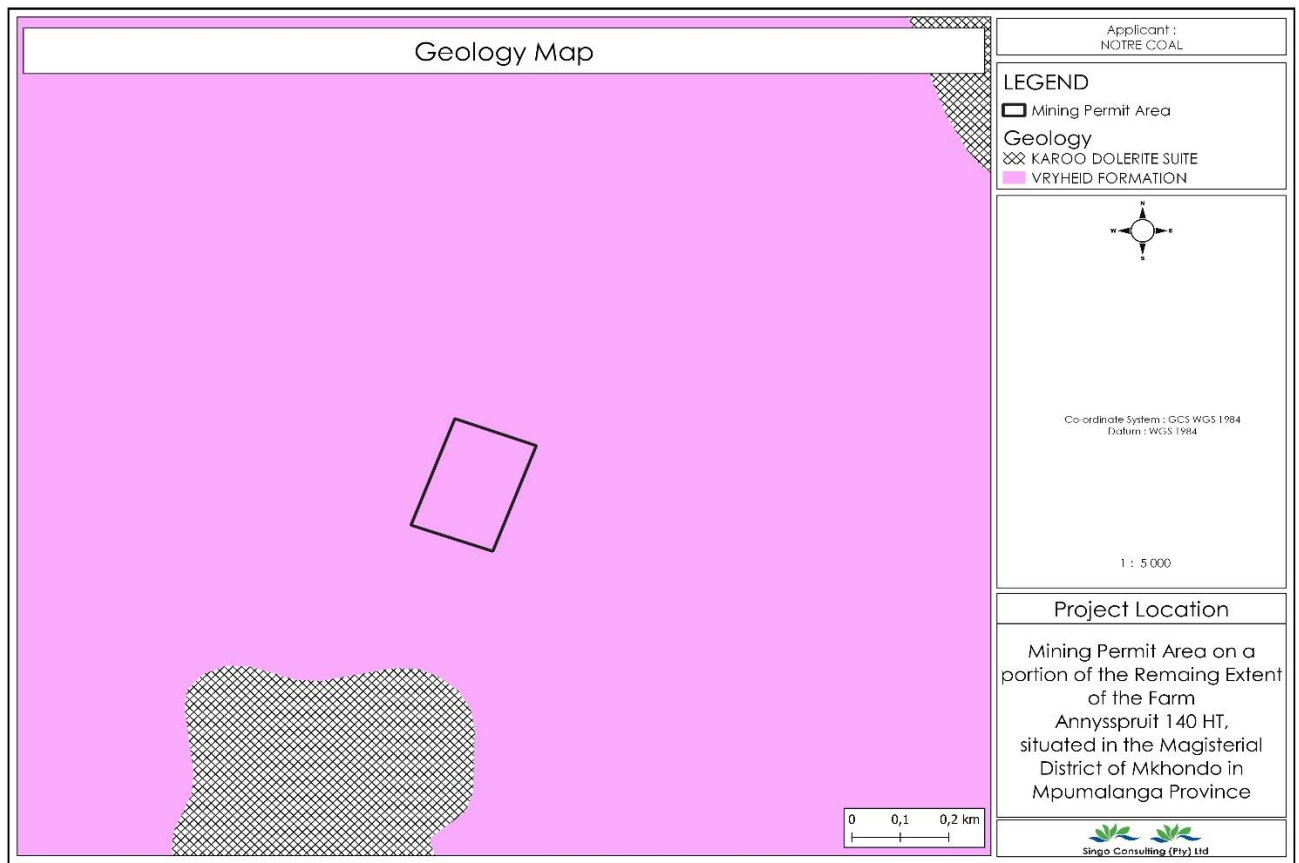 Geology Map
Applicant :
NOTRE COAL
LEGEND
Mining Permit Area
Geology
KAROO DOLERITE SUITE
VRYHEID FORMATION
N
W E
S
Co-ordinate System : GCS WGS 1984
Datum : WGS 1984
1 : 5 000
Project Location
Mining Permit Area on a
portion of the Remaing Extent
of the Farm
Annysspruit 140 HT,
situated in the Magisterial
District of Mkhondo in
Mpumalanga Province
0 0,1 0,2 km
Singo Consulting (Pty) Ltd